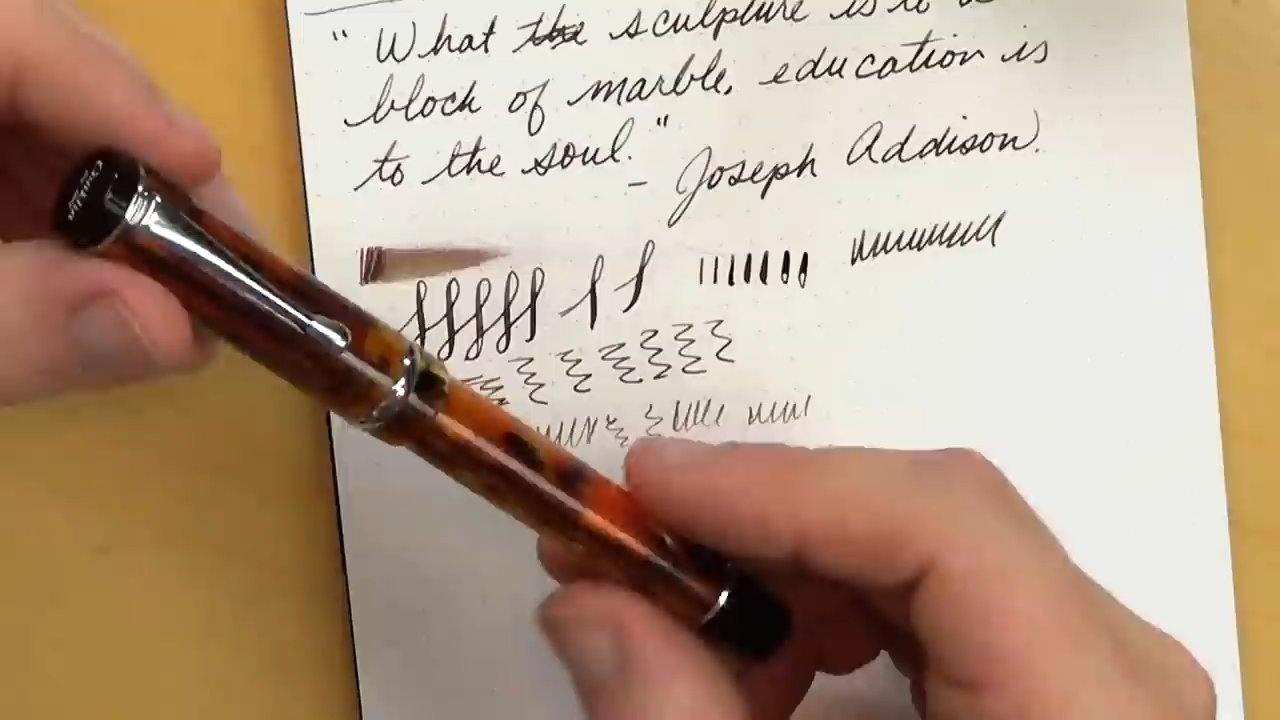 " What the sculpture is to a
block of marble, education is
to the soul."
- Joseph Addison.